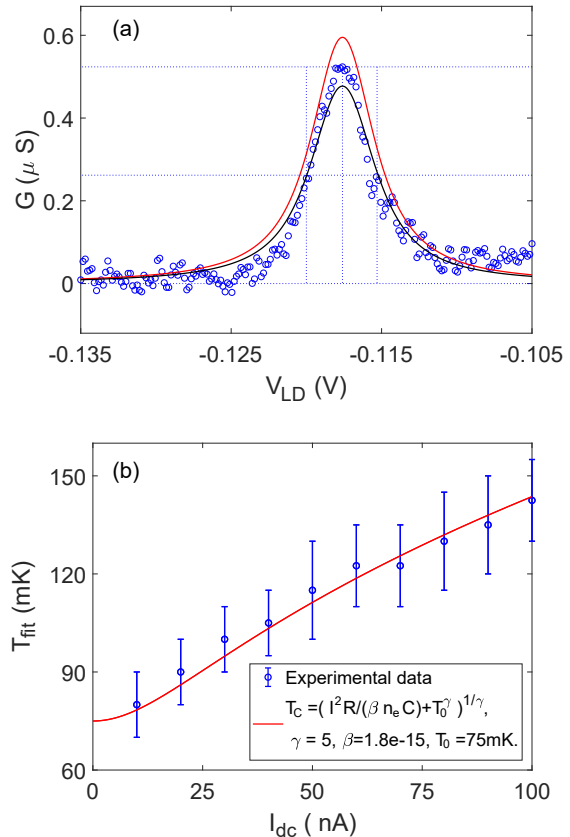 (a)
0.6
0.4
0.2
0
G (μ S)
-0.135
-0.125
-0.115
-0.105
V_LD (V)
(b)
150
120
90
60
T_fit (mK)
Experimental data
T_C =( I^2R/(β n_e C)+T_0^γ )^1/γ,
γ = 5, β=1.8e-15, T_0 =75mK.
0
25
50
75
100
I_dc ( nA)